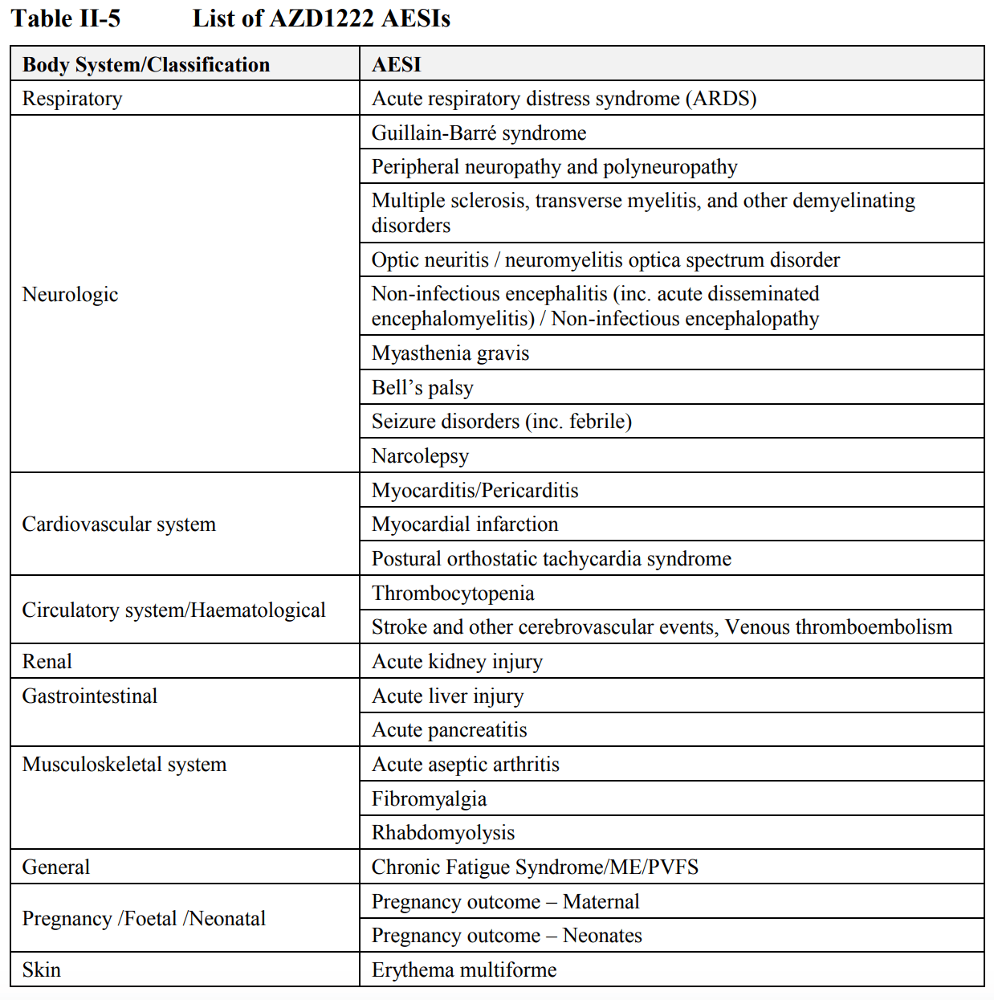 Table II-5 List of AZD1222 AESIs
Body System/Classification AESI
Respiratory Acute respiratory distress syndrome (ARDS)
Neurologic
Guillain-Barré syndrome
Peripheral neuropathy and polyneuropathy
Multiple sclerosis, transverse myelitis, and other demyelinating
disorders
Optic neuritis / neuromyelitis optica spectrum disorder
Non-infectious encephalitis (inc. acute disseminated
encephalomyelitis) / Non-infectious encephalopathy
Myasthenia gravis
Bell’s palsy
Seizure disorders (inc. febrile)
Narcolepsy
Cardiovascular system
Myocarditis/Pericarditis
Myocardial infarction
Postural orthostatic tachycardia syndrome
Circulatory system/Haematological
Thrombocytopenia
Stroke and other cerebrovascular events, Venous thromboembolism
Renal Acute kidney injury
Gastrointestinal Acute liver injury
Acute pancreatitis
Musculoskeletal system Acute aseptic arthritis
Fibromyalgia
Rhabdomyolysis
General Chronic Fatigue Syndrome/ME/PVFS
Pregnancy /Foetal /Neonatal
Pregnancy outcome – Maternal
Pregnancy outcome – Neonates
Skin Erythema multiforme